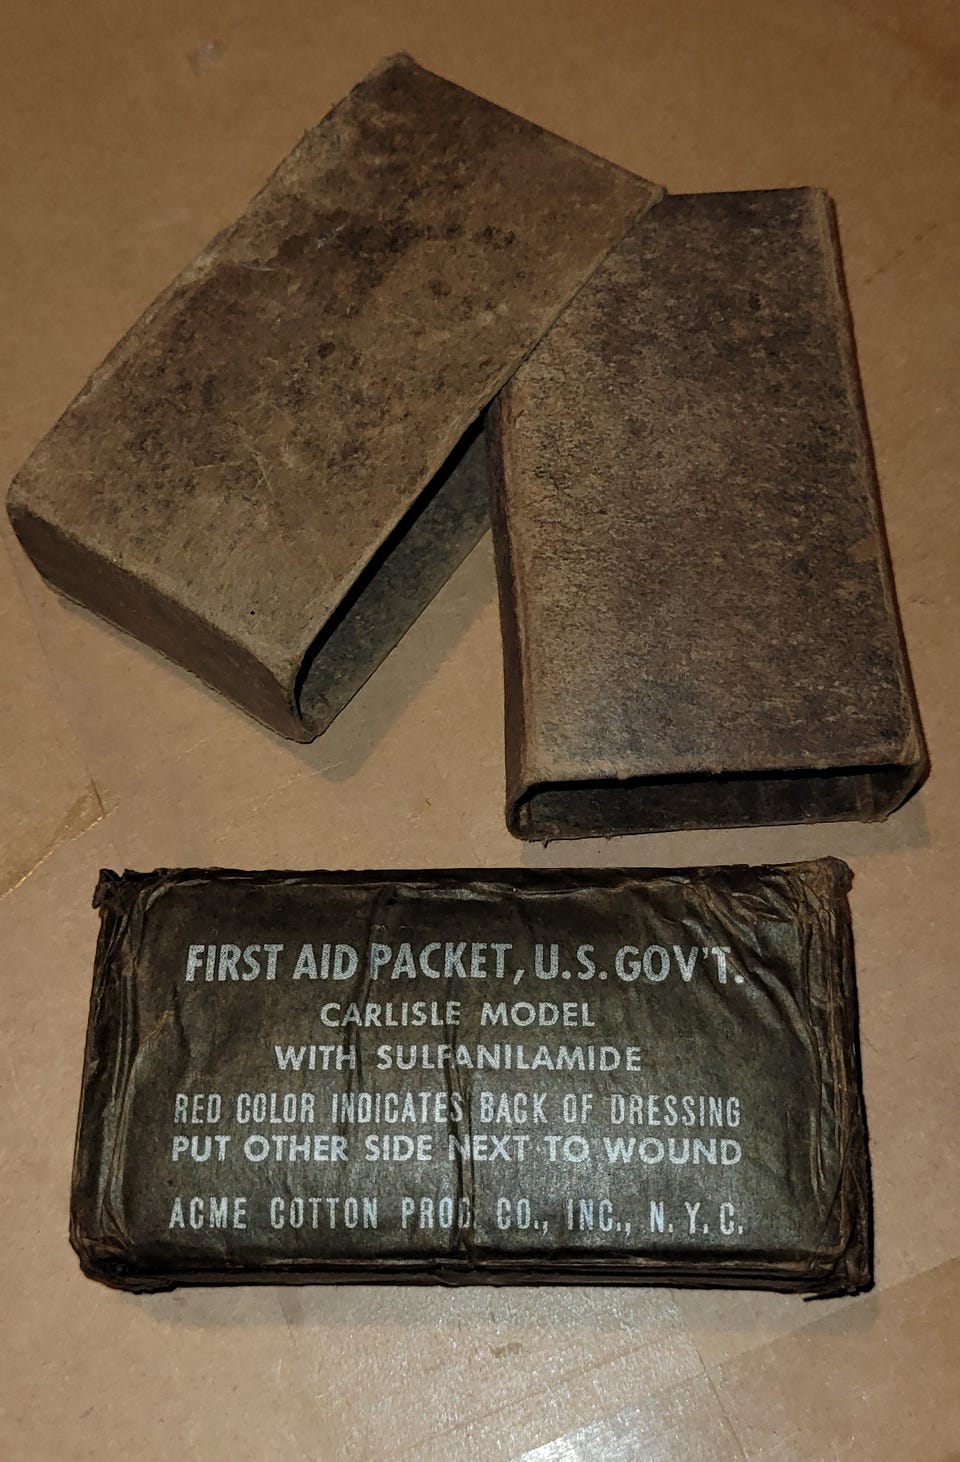 FIRST AID PACKET, U.S. GOV'T.
CARLISLE MODEL
WITH SULFANILAMIDE
RED COLOR INDICATES BACK OF DRESSING
PUT OTHER SIDE NEXT TO WOUND
ACME COTTON PROD. CO., INC., N. Y. C.